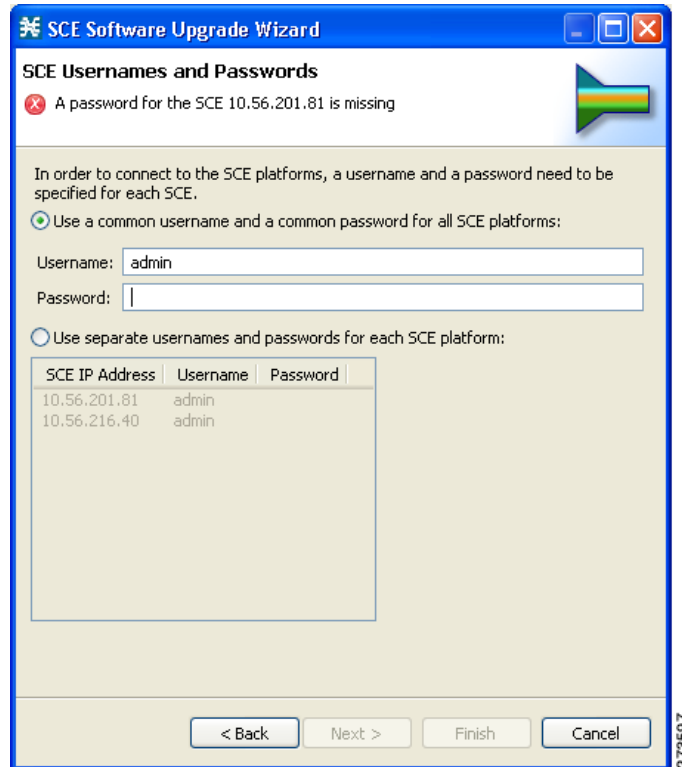 SCE Software Upgrade Wizard
SCE Usernames and Passwords
A password for the SCE 10.56.201.81 is missing
In order to connect to the SCE platforms, a username and a password need to be
specified for each SCE.
Use a common username and a common password for all SCE platforms:
Username: admin
Password:
Use separate usernames and passwords for each SCE platform:
SCE IP Address Username Password
10.56.201.81 admin
10.56.216.40 admin
< Back Next > Finish Cancel